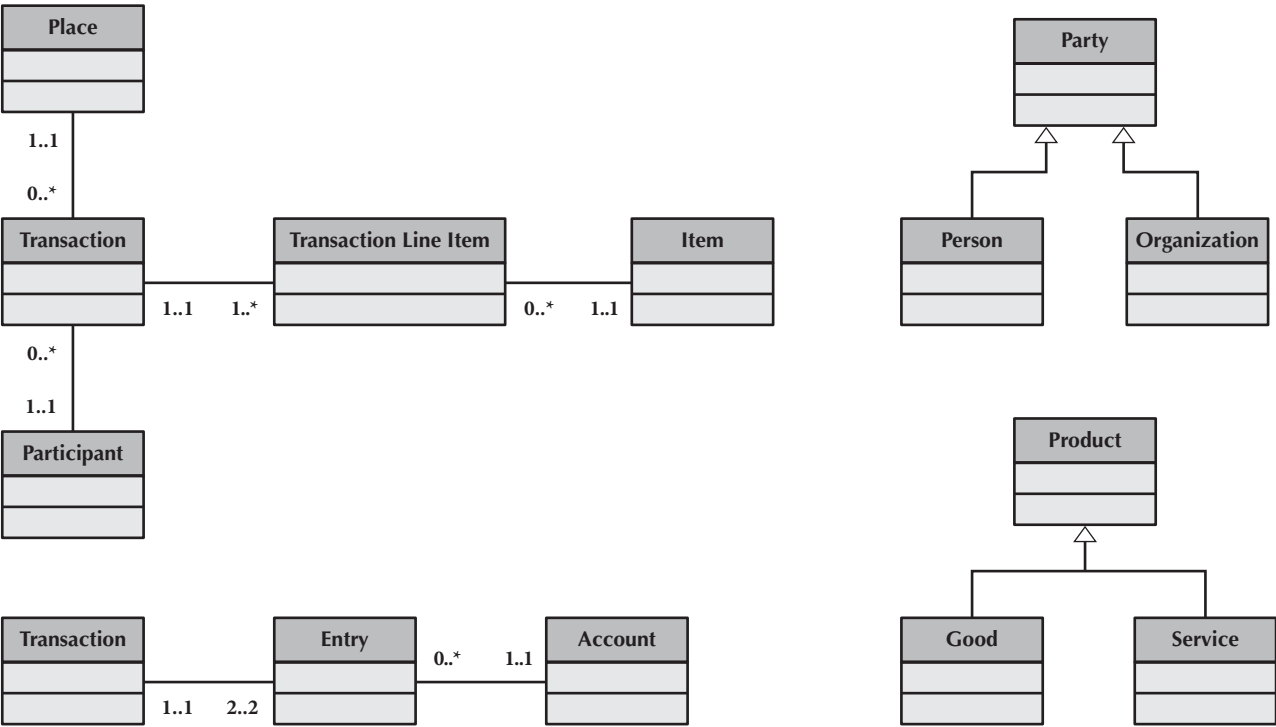 Place
1..1
0..*
Transaction
Transaction Line Item
Item
1..1
1..*
0..*
1..1
0..*
1..1
Participant
Transaction
Entry
Account
0..*
1..1
1..1
2..2
Party
Person
Organization
Product
Good
Service